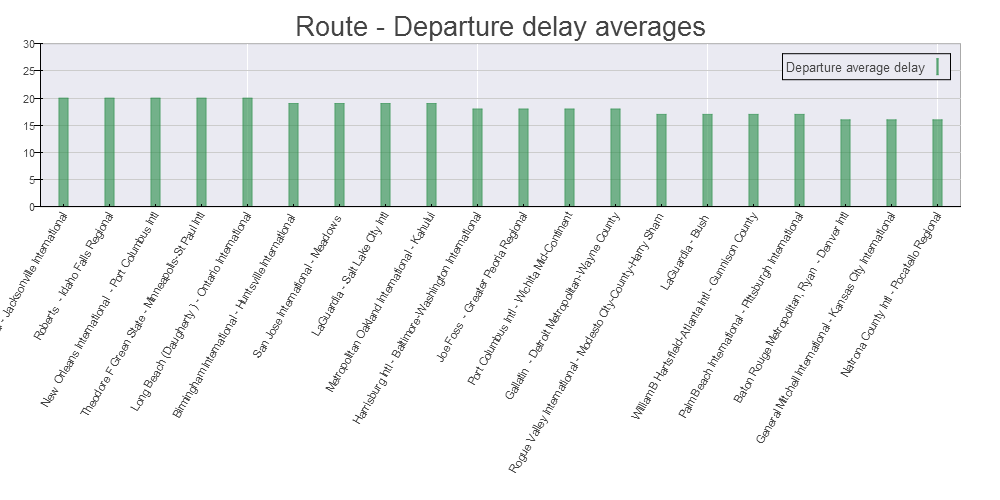 Route - Departure delay averages
Departure average delay
30
25
20
15
10
5
0
- Jacksonville International
Roberts - Idaho Falls Regional
New Orleans International - Port Columbus Intl
Theodore F Green State - Minneapolis-St Paul Intl
Long Beach (Daugherty ) - Ontario International
Birmingham International - Huntsville International
San Jose International - Meadows
LaGuardia - Salt Lake City Intl
Metropolitan Oakland International - Kahului
Harrisburg Intl - Baltimore-Washington International
Joe Foss - Greater Peoria Regional
Port Columbus Intl - Wichita Mid-Continent
Gallatin - Detroit Metropolitan-Wayne County
Rogue Valley International - Modesto City-County-Harry Sham
LaGuardia - Bush
William B Hartsfield-Atlanta Intl - Gunnison County
Palm Beach International - Pittsburgh International
Baton Rouge Metropolitan, Ryan - Denver Intl
General Mitchell International - Kansas City International
Natrona County Intl - Pocatello Regional